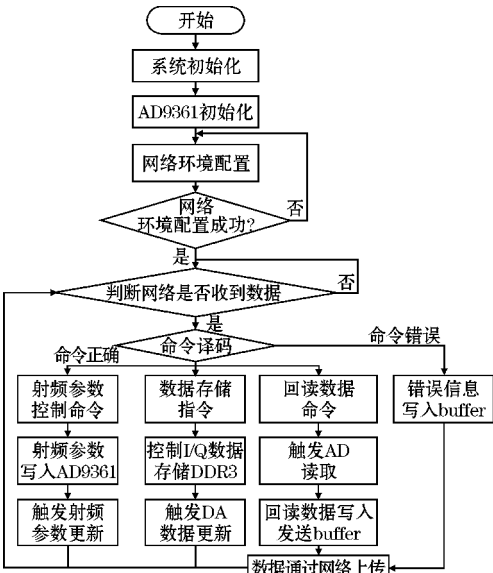 开始
系统初始化
AD9361初始化
网络环境配置
网络
环境配置成功?
否
是
判断网络是否收到数据
否
是
命令译码
命令正确
命令错误
射频参数
控制命令
数据存储
指令
回读数据
命令
错误信息
写入buffer
射频参数
写入AD9361
控制I/Q数据
存储DDR3
触发AD
读取
触发射频
参数更新
触发DA
数据更新
回读数据写入
发送buffer
数据通过网络上传